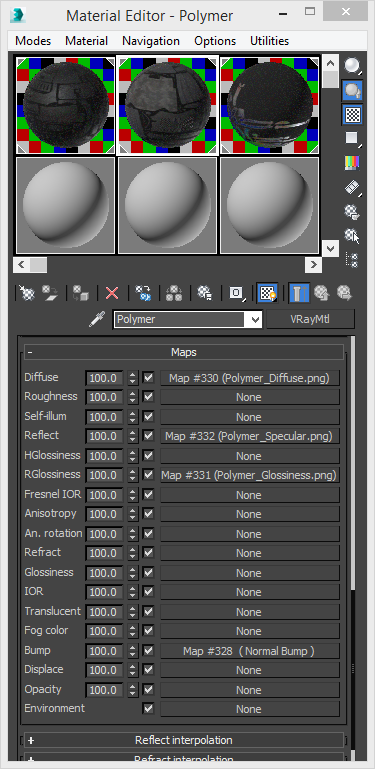 Material Editor - Polymer
Modes Material Navigation Options Utilities
Polymer VRayMtl
- Maps
Diffuse 100.0 Map #330 (Polymer_Diffuse.png)
Roughness 100.0 None
Self-illum 100.0 None
Reflect 100.0 Map #332 (Polymer_Specular.png)
HGlossiness 100.0 None
RGlossiness 100.0 Map #331 (Polymer_Glossiness.png)
Fresnel IOR 100.0 None
Anisotropy 100.0 None
An. rotation 100.0 None
Refract 100.0 None
Glossiness 100.0 None
IOR 100.0 None
Translucent 100.0 None
Fog color 100.0 None
Bump 100.0 Map #328 ( Normal Bump )
Displace 100.0 None
Opacity 100.0 None
Environment None
+ Reflect interpolation
+ Refract interpolation